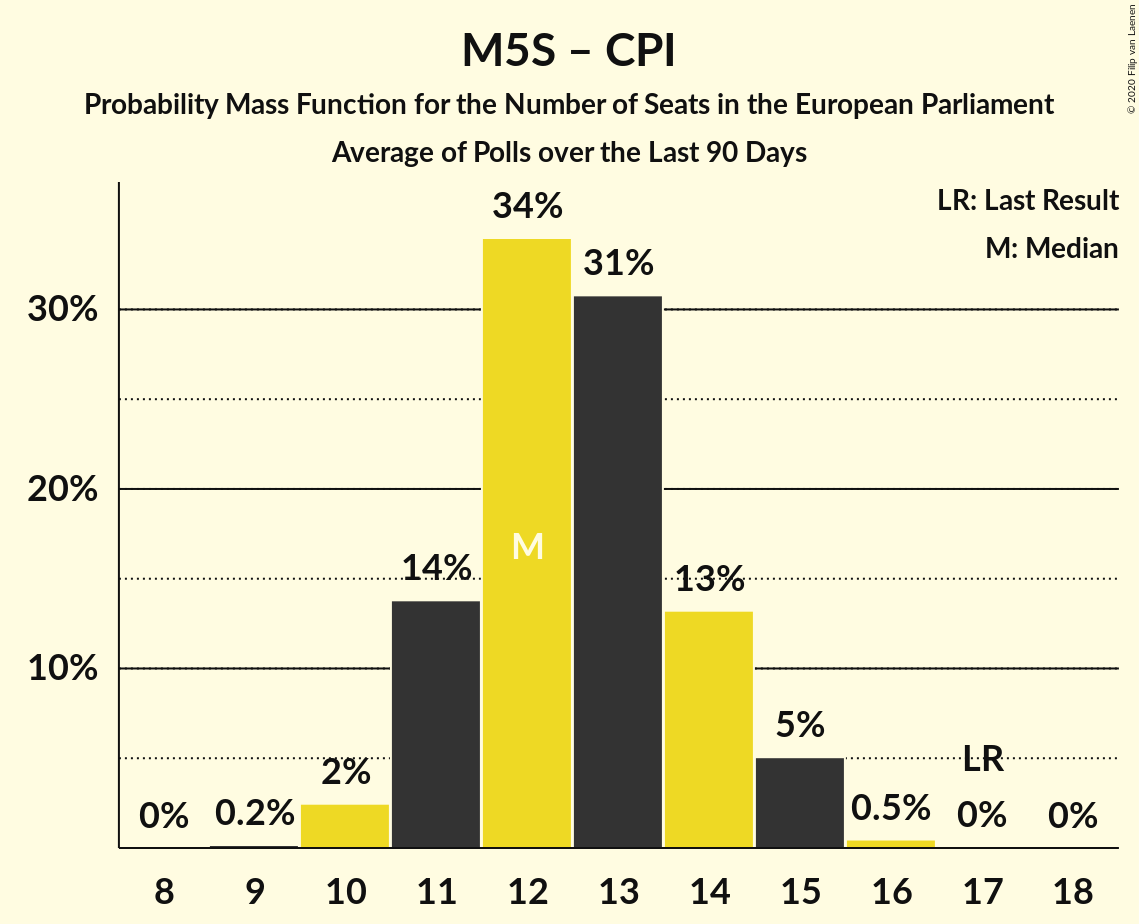 M5S – CPI
Probability Mass Function for the Number of Seats in the European Parliament
Average of Polls over the Last 90 Days
© 2020 Filip van Laenen
LR: Last Result
M: Median
34%
31%
30%
20%
M
14%
13%
10%
5%
LR
2%
0%
0.2%
0.5%
0%
0%
8 9 10 11 12 13 14 15 16 17 18